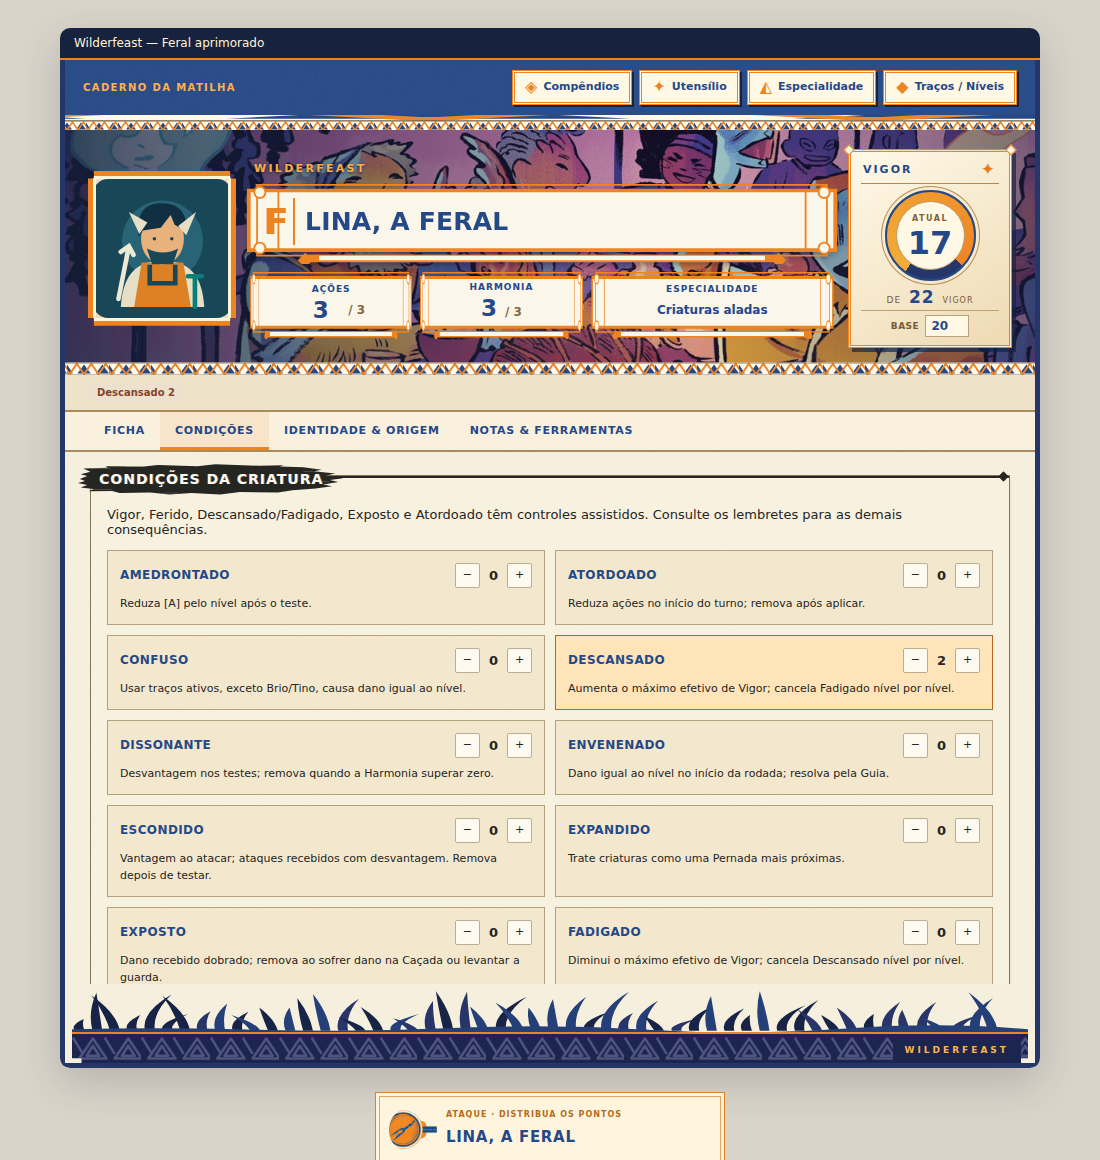 Wilderfeast — Feral aprimorado
CADERNO DA MATILHA
Compêndios
Utensílio
Especialidade
Traços / Níveis
WILDERFEAST
F LINA, A FERAL
AÇÕES
3 / 3
HARMONIA
3 / 3
ESPECIALIDADE
Criaturas aladas
VIGOR
ATUAL
17
DE 22 VIGOR
BASE 20
Descansado 2
FICHA
CONDIÇÕES
IDENTIDADE & ORIGEM
NOTAS & FERRAMENTAS
CONDIÇÕES DA CRIATURA
Vigor, Ferido, Descansado/Fadigado, Exposto e Atordoado têm controles assistidos. Consulte os lembretes para as demais
consequências.
AMEDRONTADO − 0 +
Reduza [A] pelo nível após o teste.
ATORDOADO − 0 +
Reduza ações no início do turno; remova após aplicar.
CONFUSO − 0 +
Usar traços ativos, exceto Brio/Tino, causa dano igual ao nível.
DESCANSADO − 2 +
Aumenta o máximo efetivo de Vigor; cancela Fadigado nível por nível.
DISSONANTE − 0 +
Desvantagem nos testes; remova quando a Harmonia superar zero.
ENVENENADO − 0 +
Dano igual ao nível no início da rodada; resolva pela Guia.
ESCONDIDO − 0 +
Vantagem ao atacar; ataques recebidos com desvantagem. Remova
depois de testar.
EXPANDIDO − 0 +
Trate criaturas como uma Pernada mais próximas.
EXPOSTO − 0 +
Dano recebido dobrado; remova ao sofrer dano na Caçada ou levantar a
guarda.
FADIGADO − 0 +
Diminui o máximo efetivo de Vigor; cancela Descansado nível por nível.
WILDERFEAST
ATAQUE · DISTRIBUA OS PONTOS
LINA, A FERAL